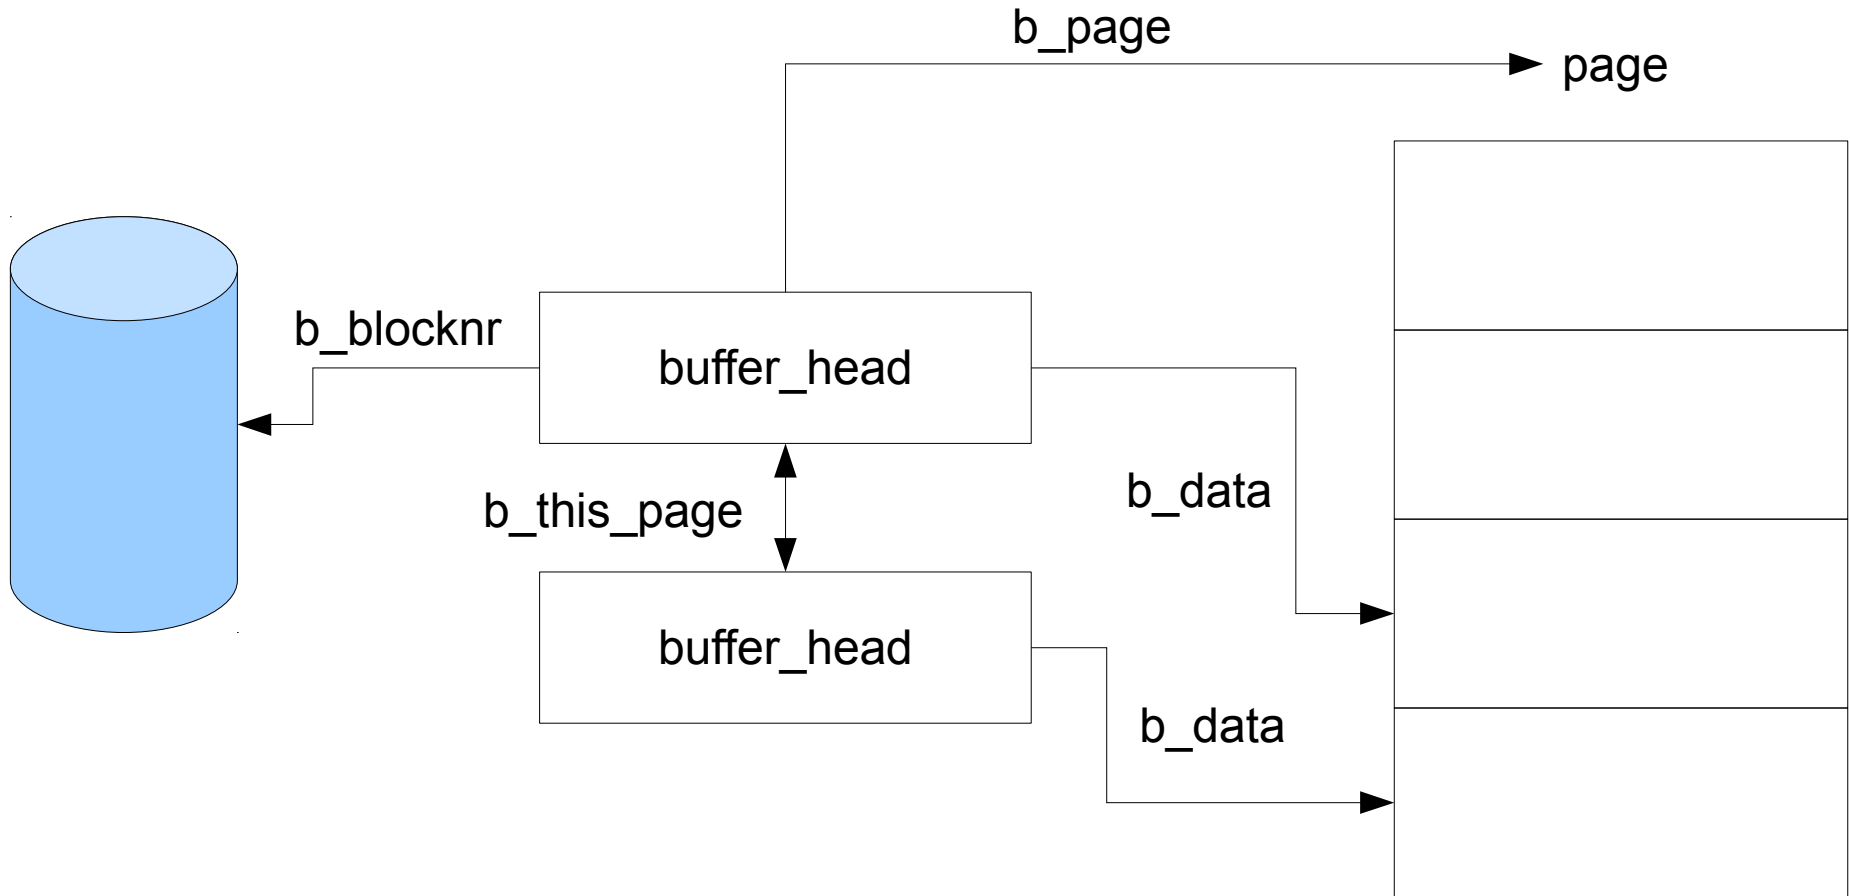 b_page
page
b_blocknr
buffer_head
b_data
b_this_page
buffer_head
b_data